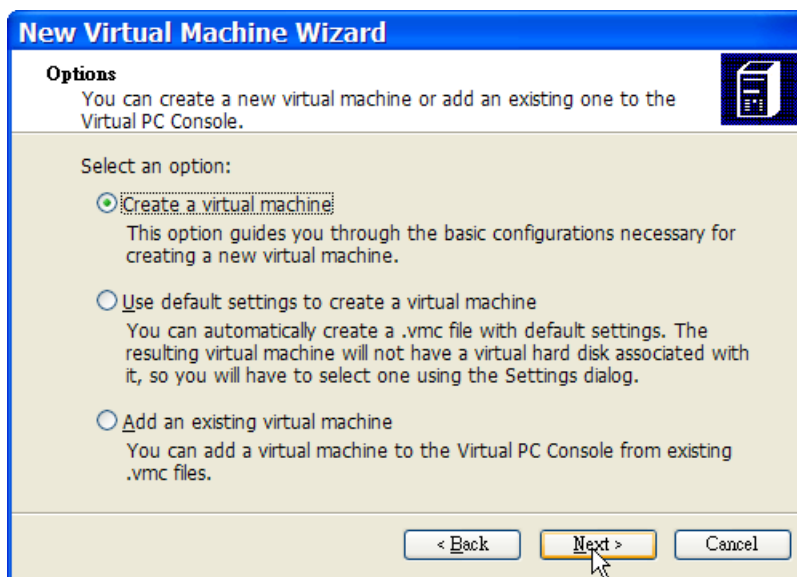 New Virtual Machine Wizard
Options
You can create a new virtual machine or add an existing one to the
Virtual PC Console.
Select an option:
Create a virtual machine
This option guides you through the basic configurations necessary for
creating a new virtual machine.
Use default settings to create a virtual machine
You can automatically create a .vmc file with default settings. The
resulting virtual machine will not have a virtual hard disk associated with
it, so you will have to select one using the Settings dialog.
Add an existing virtual machine
You can add a virtual machine to the Virtual PC Console from existing
.vmc files.
< Back Next > Cancel